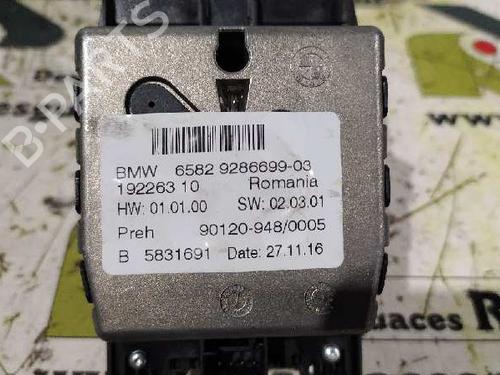 BMW 6582 9286699-03
192263 10 Romania
HW: 01.01.00 SW: 02.03.01
Preh 90120-948/0005
B 5831691 Date: 27.11.16
B-PARTS